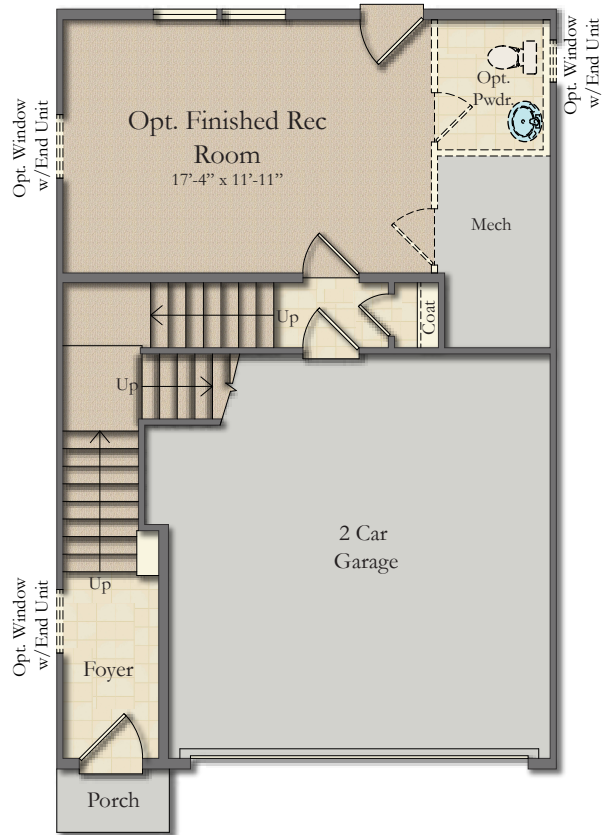 Opt. Window
w/End Unit
Opt.
Pwdr.
Opt. Finished Rec
Room
17'-4” x 11'-11”
Opt. Window
w/End Unit
Mech
Up
Coat
Up
2 Car
Garage
Up
Opt. Window
w/End Unit
Foyer
Porch